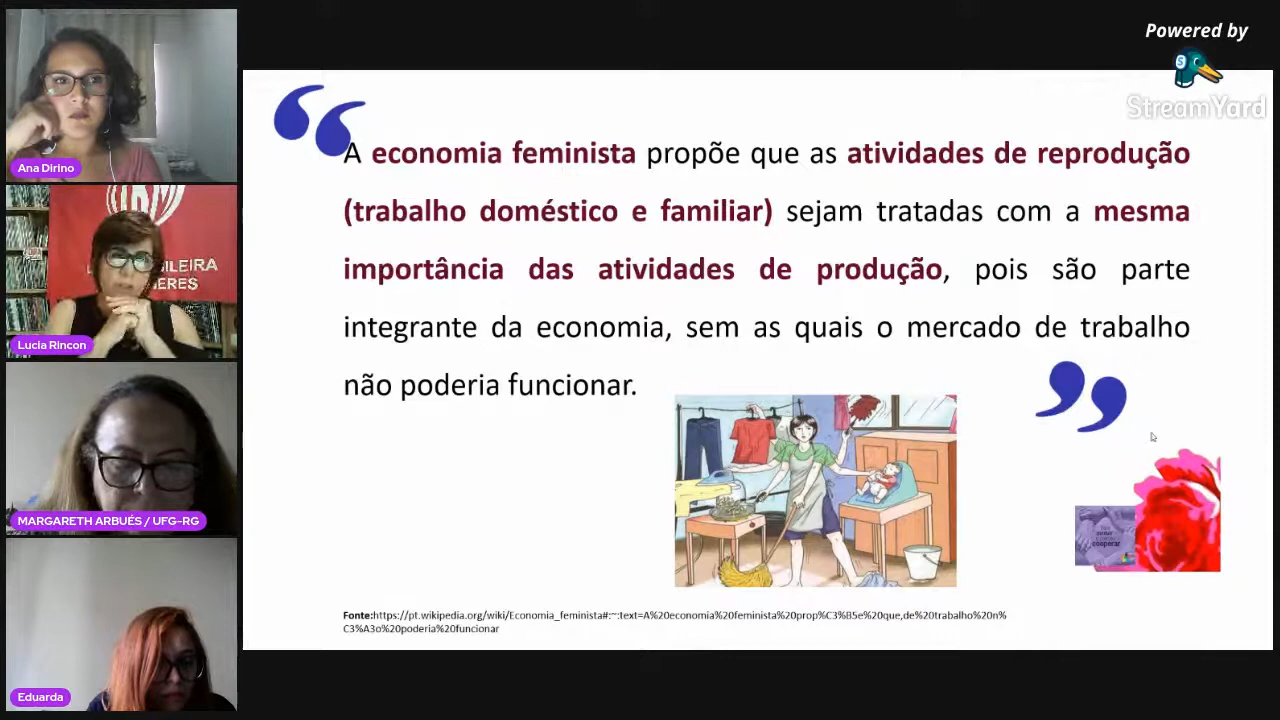 Powered by
StreamYard
A economia feminista propõe que as atividades de reprodução
(trabalho doméstico e familiar) sejam tratadas com a mesma
importância das atividades de produção, pois são parte
integrante da economia, sem as quais o mercado de trabalho
não poderia funcionar.
cooperar
Fonte:https://pt.wikipedia.org/wiki/Economia_feminista#:~:text=A%20economia%20feminista%20prop%C3%B5e%20que,de%20trabalho%20n%
C3%A3o%20poderia%20funcionar
Ana Dirino
Lucia Rincon
MARGARETH ARBUÉS / UFG-RG
Eduarda